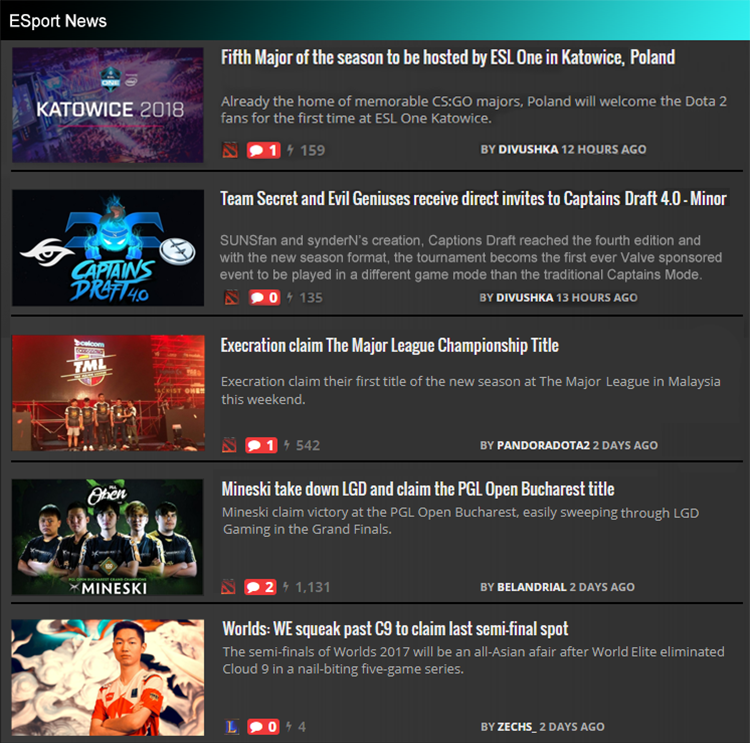 ESport News
KATOWICE 2018
ESL
ONE
intel
Fifth Major of the season to be hosted by ESL One in Katowice, Poland
Already the home of memorable CS:GO majors, Poland will welcome the Dota 2
fans for the first time at ESL One Katowice.
1 159
BY DIVUSHKA 12 HOURS AGO
CAPTAINS
DRAFT 4.0
Team Secret and Evil Geniuses receive direct invites to Captains Draft 4.0 - Minor
SUNSfan and synderN's creation, Captions Draft reached the fourth edition and
with the new season format, the tournament becoms the first ever Valve sponsored
event to be played in a different game mode than the traditional Captains Mode.
0 135
BY DIVUSHKA 13 HOURS AGO
celcom
TML
Execration claim The Major League Championship Title
Execration claim their first title of the new season at The Major League in Malaysia
this weekend.
1 542
BY PANDORADOTA2 2 DAYS AGO
PGL
Open
PGL OPEN BUCHAREST GRAND CHAMPIONS
MINESKI
Mineski take down LGD and claim the PGL Open Bucharest title
Mineski claim victory at the PGL Open Bucharest, easily sweeping through LGD
Gaming in the Grand Finals.
2 1,131
BY BELANDRIAL 2 DAYS AGO
Worlds: WE squeak past C9 to claim last semi-final spot
The semi-finals of Worlds 2017 will be an all-Asian afair after World Elite eliminated
Cloud 9 in a nail-biting five-game series.
L 0 4
BY ZECHS_ 2 DAYS AGO